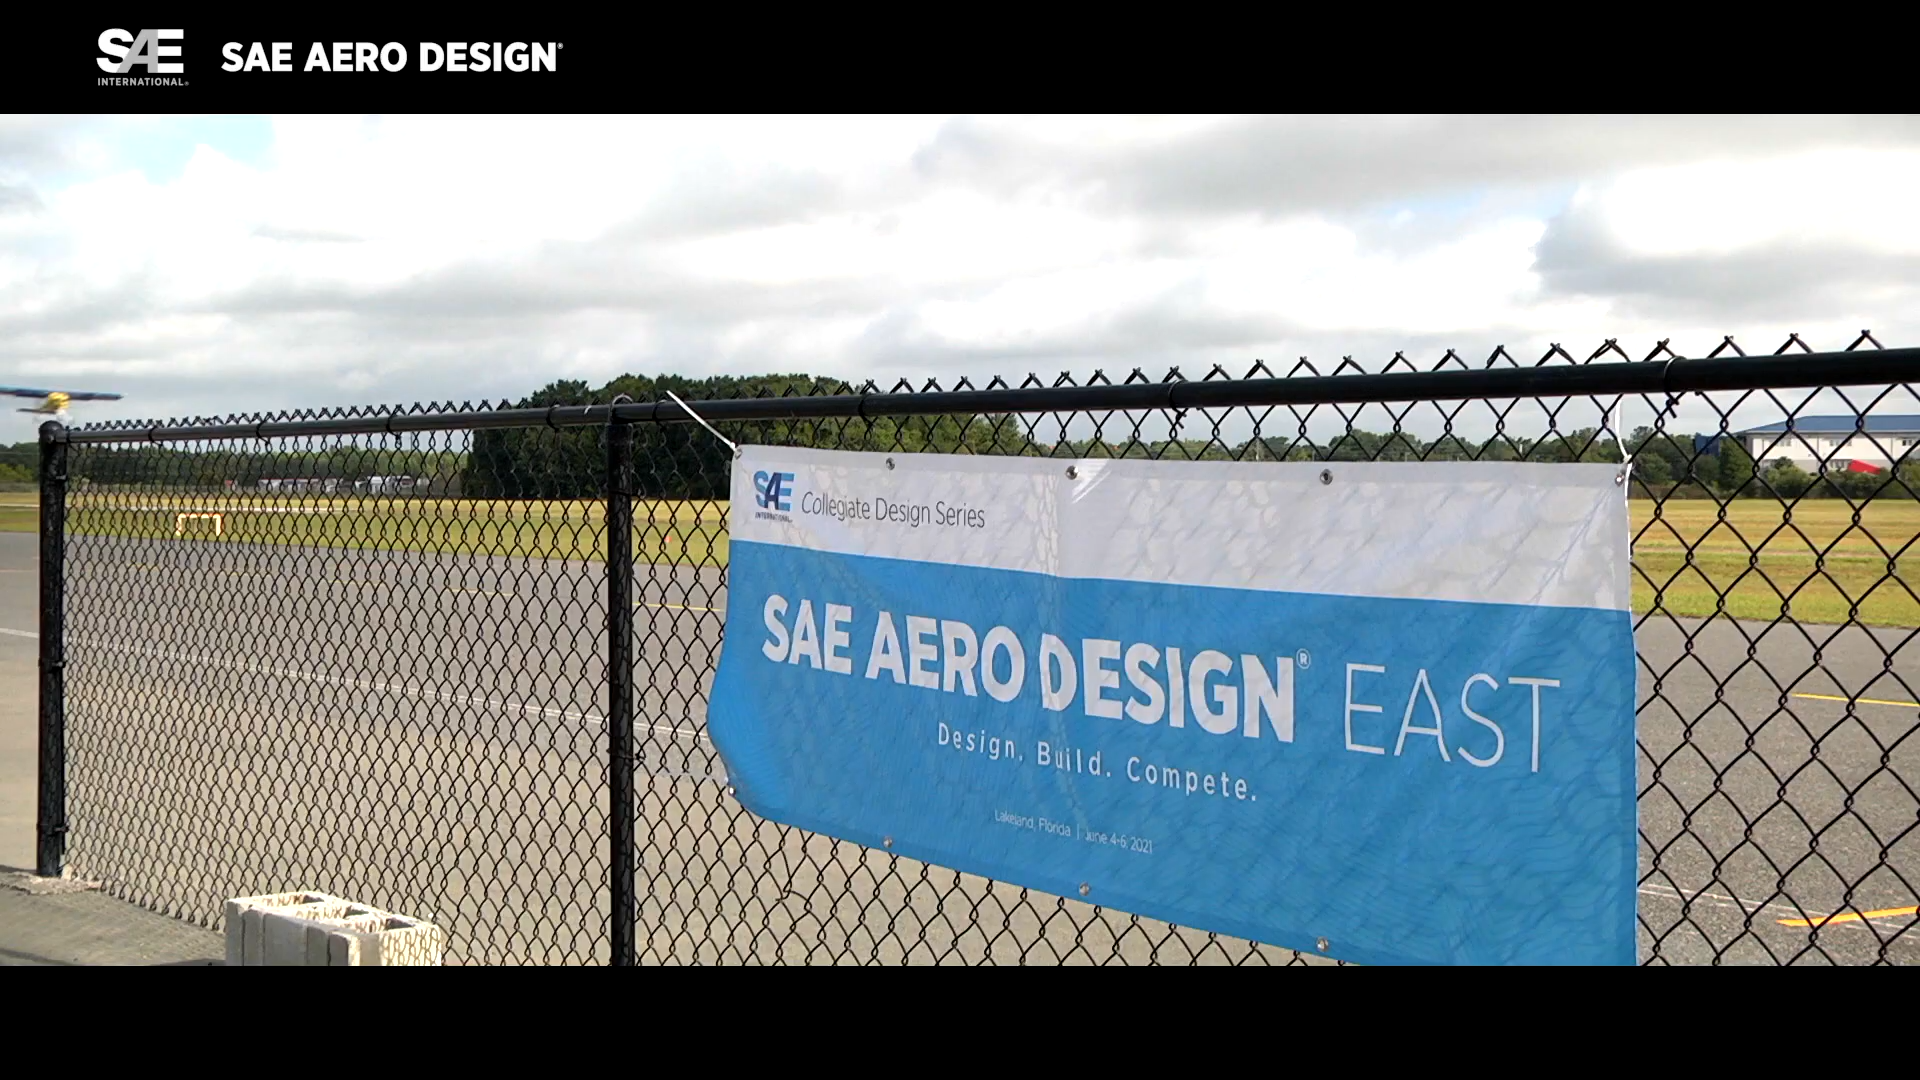 SAE
INTERNATIONAL®
SAE AERO DESIGN®
SAE
INTERNATIONAL
Collegiate Design Series
SAE AERO DESIGN® EAST
Design. Build. Compete.
Lakeland, Florida | June 4-6, 2021